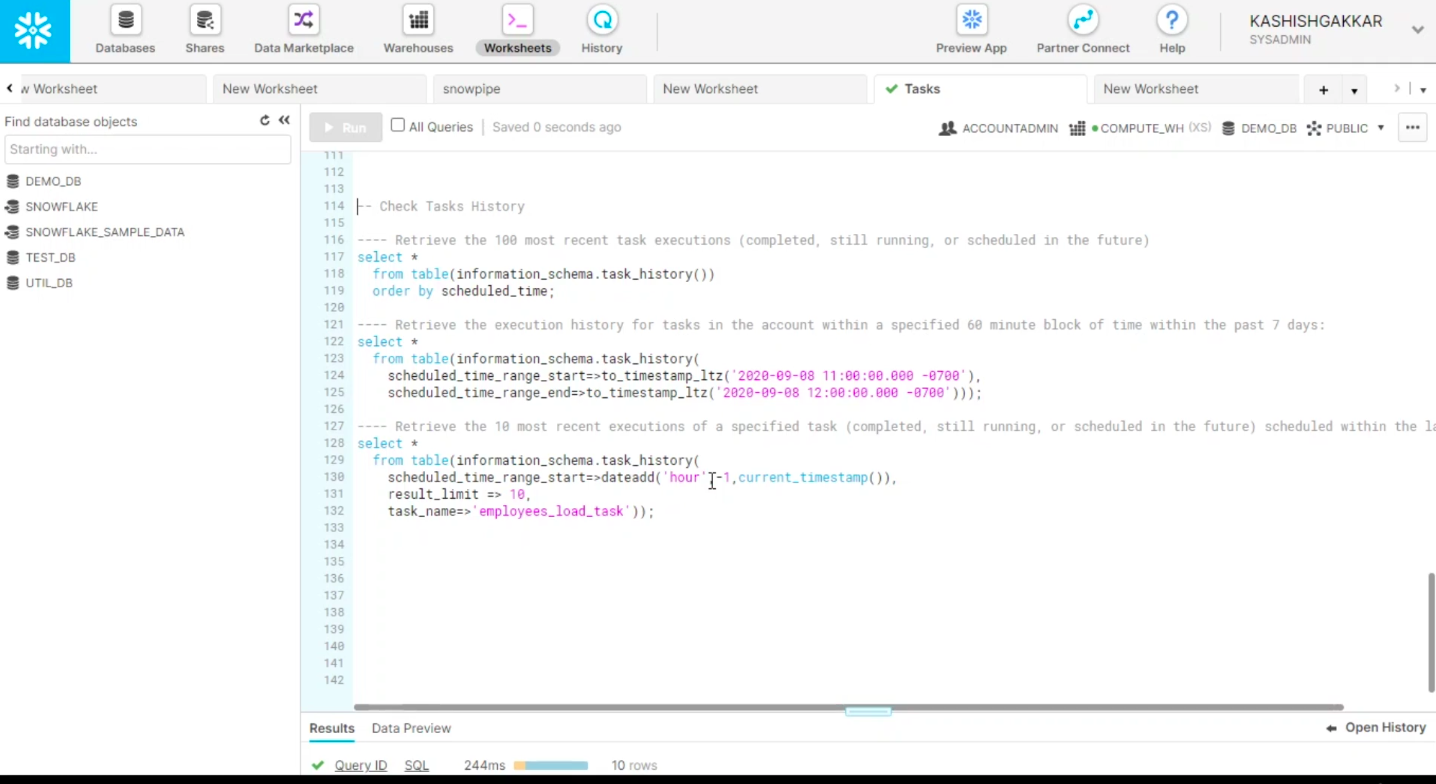 Databases
Shares
Data Marketplace
Warehouses
Worksheets
History
Preview App
Partner Connect
Help
KASHISHGAKKAR
SYSADMIN
w Worksheet
New Worksheet
snowpipe
New Worksheet
Tasks
New Worksheet
Find database objects
Starting with...
DEMO_DB
SNOWFLAKE
SNOWFLAKE_SAMPLE_DATA
TEST_DB
UTIL_DB
Run
All Queries
Saved 0 seconds ago
ACCOUNTADMIN
COMPUTE_WH (XS)
DEMO_DB
PUBLIC
111
112
113
114 -- Check Tasks History
115
116 ---- Retrieve the 100 most recent task executions (completed, still running, or scheduled in the future)
117 select *
118 from table(information_schema.task_history())
119 order by scheduled_time;
120
121 ---- Retrieve the execution history for tasks in the account within a specified 60 minute block of time within the past 7 days:
122 select *
123 from table(information_schema.task_history(
124 scheduled_time_range_start=>to_timestamp_ltz('2020-09-08 11:00:00.000 -0700'),
125 scheduled_time_range_end=>to_timestamp_ltz('2020-09-08 12:00:00.000 -0700')));
126
127 ---- Retrieve the 10 most recent executions of a specified task (completed, still running, or scheduled in the future) scheduled within the la
128 select *
129 from table(information_schema.task_history(
130 scheduled_time_range_start=>dateadd('hour',-1,current_timestamp()),
131 result_limit => 10,
132 task_name=>'employees_load_task'));
133
134
135
136
137
138
139
140
141
142
Results
Data Preview
Open History
Query ID
SQL
244ms
10 rows